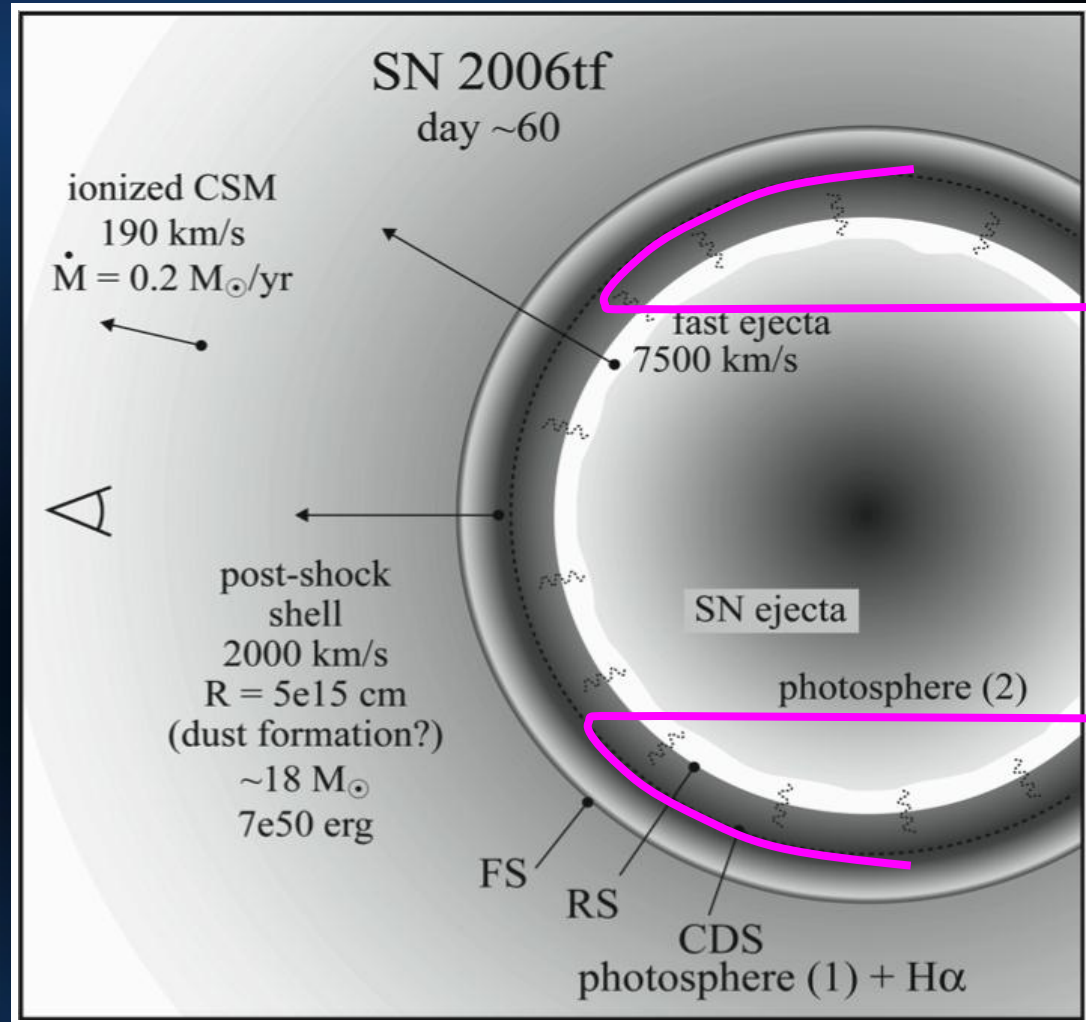 SN 2006tf
day ~60
ionized CSM
190 km/s
Ṁ = 0.2 M☉/yr
fast ejecta
7500 km/s
post-shock
shell
2000 km/s
R = 5e15 cm
(dust formation?)
~18 M☉
7e50 erg
SN ejecta
photosphere (2)
FS
RS
CDS
photosphere (1) + Hα